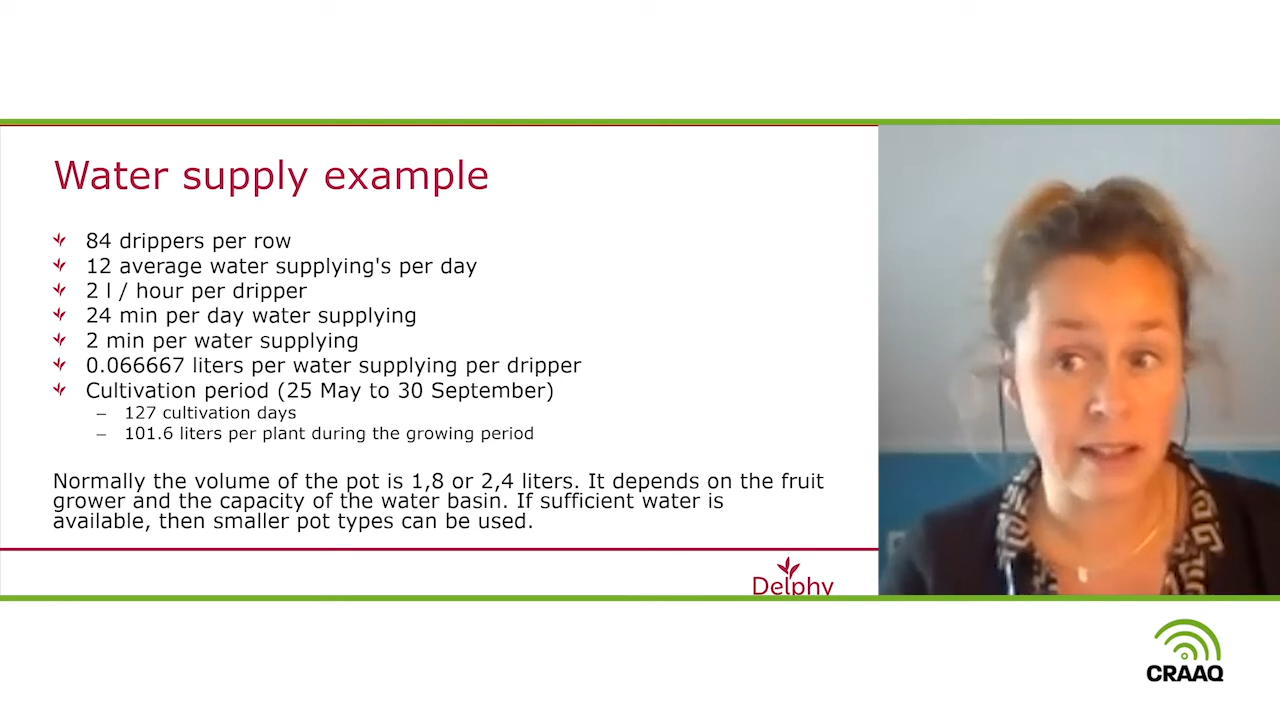 Water supply example
84 drippers per row
12 average water supplying's per day
2 l / hour per dripper
24 min per day water supplying
2 min per water supplying
0.066667 liters per water supplying per dripper
Cultivation period (25 May to 30 September)
– 127 cultivation days
– 101.6 liters per plant during the growing period
Normally the volume of the pot is 1,8 or 2,4 liters. It depends on the fruit
grower and the capacity of the water basin. If sufficient water is
available, then smaller pot types can be used.
Delphy
CRAAQ